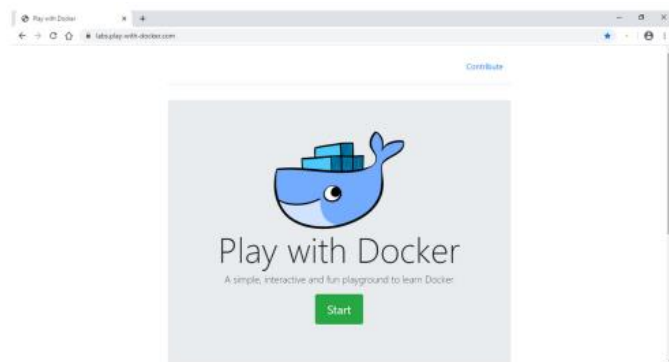 Play with Docker
labs.play-with-docker.com
Contribute
Play with Docker
A simple, interactive and fun playground to learn Docker
Start